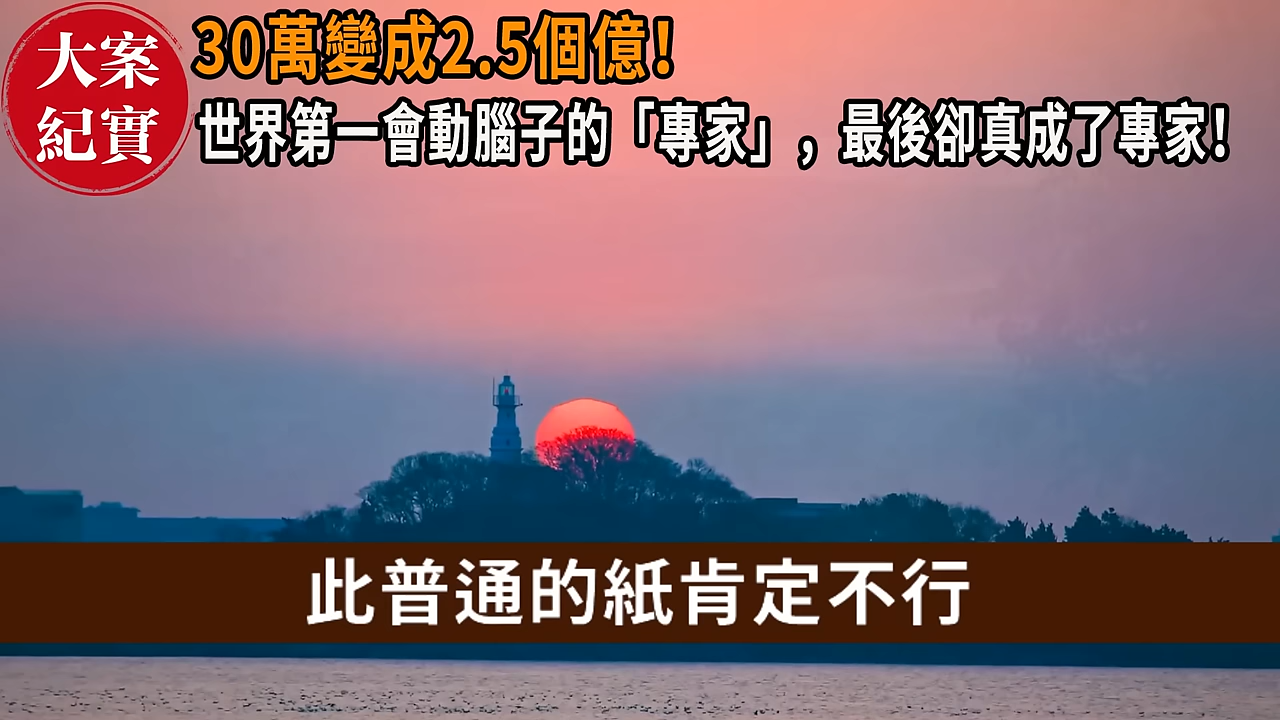 大案
紀實
30萬變成2.5個億！
世界第一會動腦子的「專家」，最後卻真成了專家！
此普通的紙肯定不行